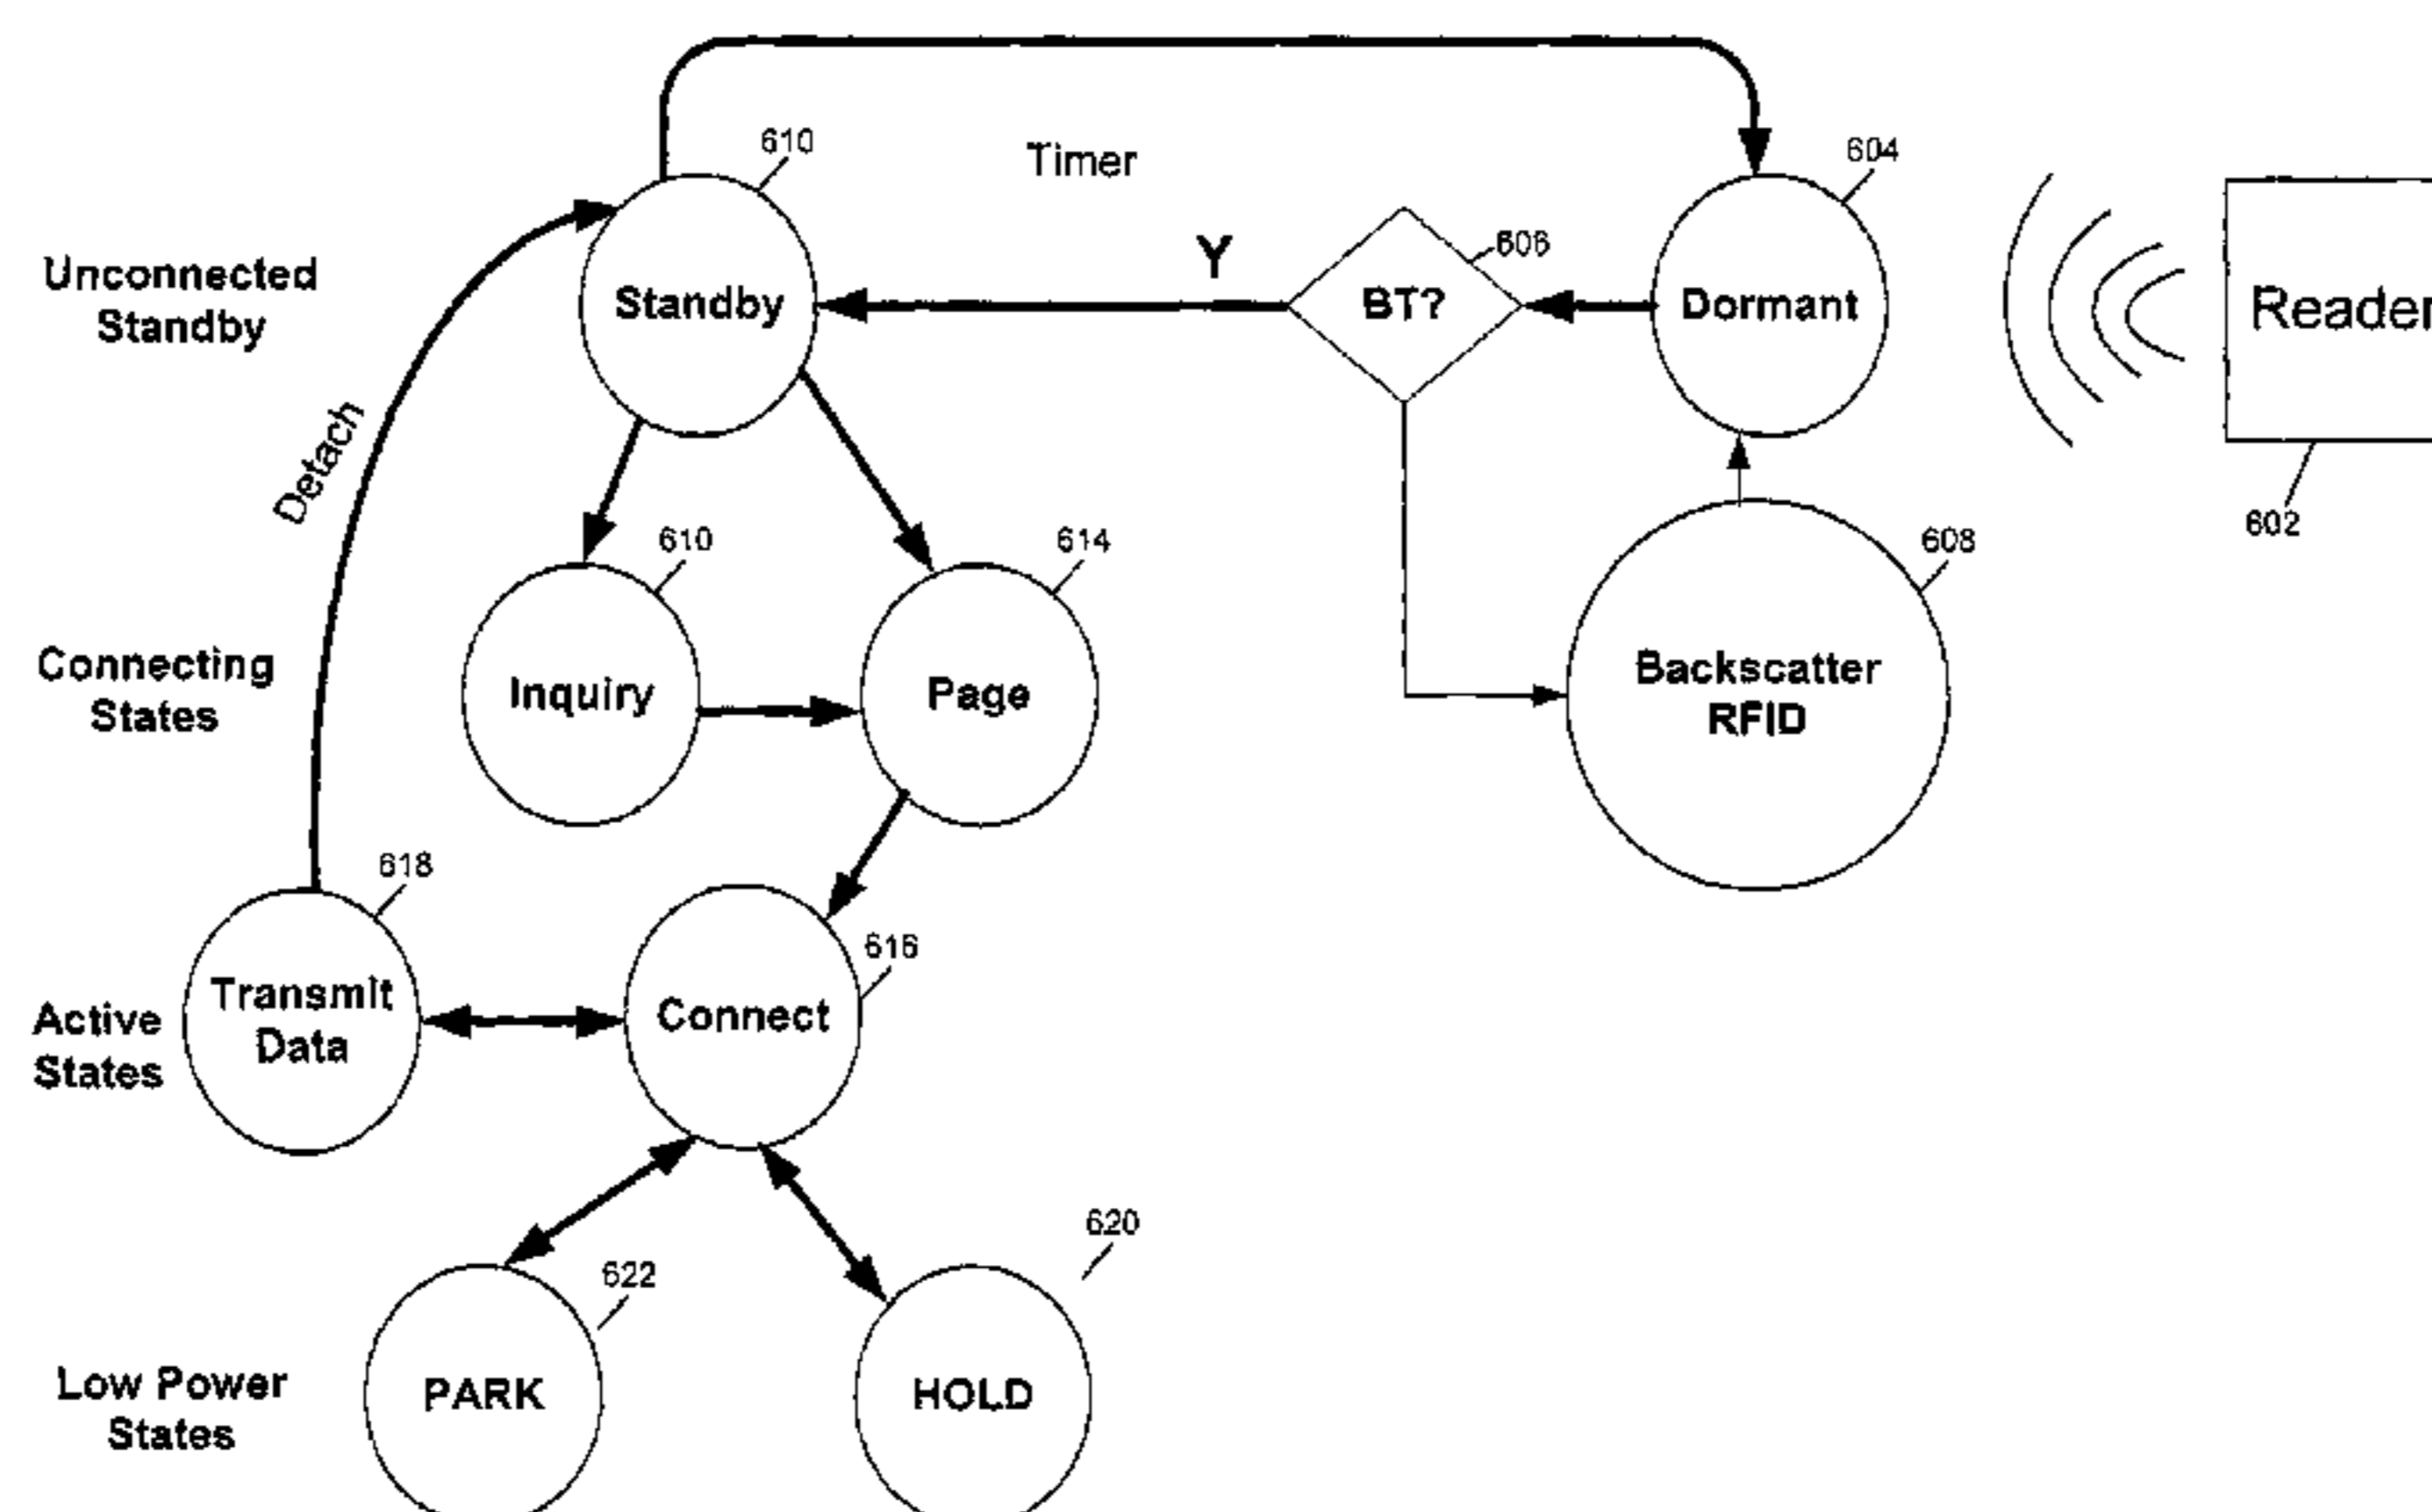 610
Timer
604
Unconnected
Standby
Standby
Y
606
BT?
Dormant
Reader
Detach
602
610
614
608
Connecting
States
Inquiry
Page
Backscatter
RFID
618
616
Active
States
Transmit
Data
Connect
620
622
Low Power
States
PARK
HOLD